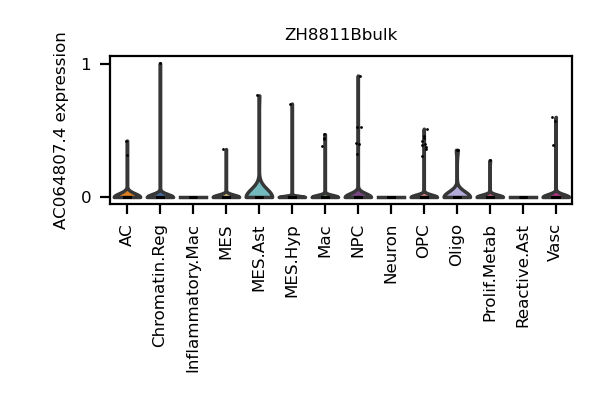 ZH8811Bbulk
AC064807.4 expression
1
0
AC
Chromatin.Reg
Inflammatory.Mac
MES
MES.Ast
MES.Hyp
Mac
NPC
Neuron
OPC
Oligo
Prolif.Metab
Reactive.Ast
Vasc